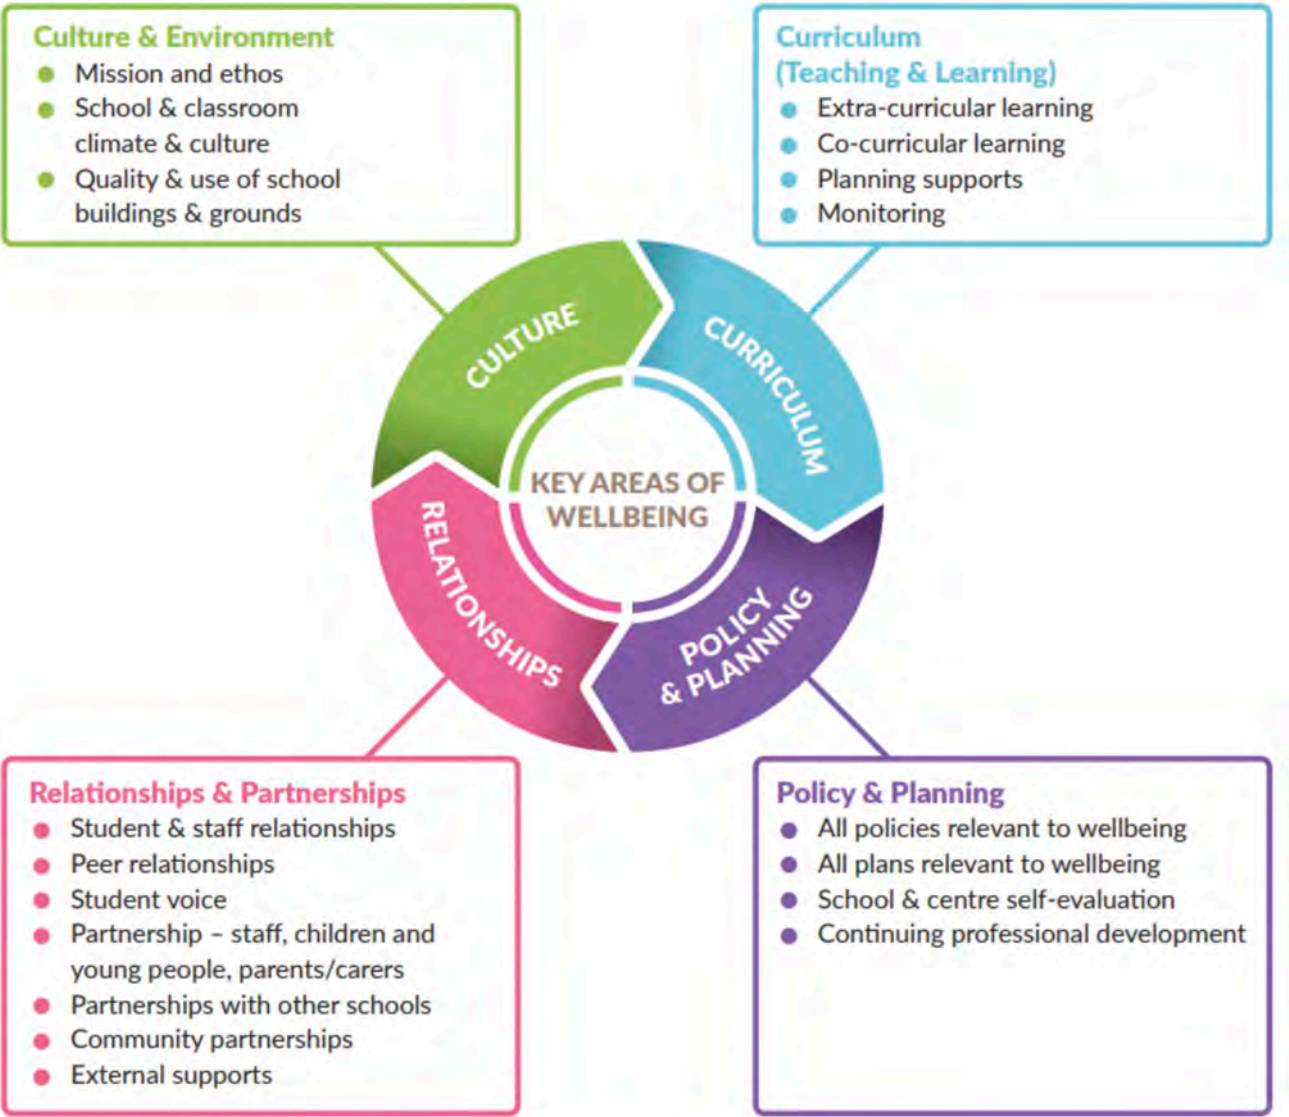 Culture & Environment
Mission and ethos
School & classroom
climate & culture
Quality & use of school
buildings & grounds
Curriculum
(Teaching & Learning)
Extra-curricular learning
Co-curricular learning
Planning supports
Monitoring
CULTURE
CURRICULUM
KEY AREAS OF
WELLBEING
RELATIONSHIPS
POLICY
& PLANNING
Relationships & Partnerships
Student & staff relationships
Peer relationships
Student voice
Partnership – staff, children and
young people, parents/carers
Partnerships with other schools
Community partnerships
External supports
Policy & Planning
All policies relevant to wellbeing
All plans relevant to wellbeing
School & centre self-evaluation
Continuing professional development